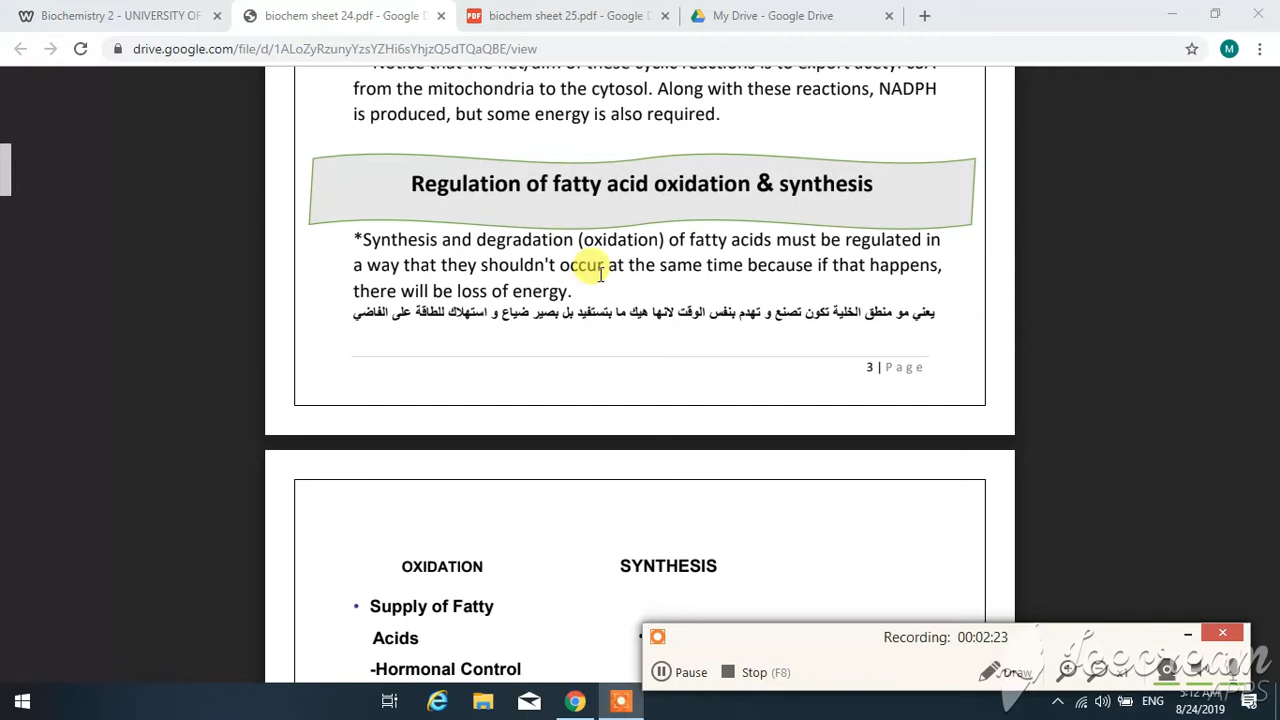 Biochemistry 2 - UNIVERSITY OF
biochem sheet 24.pdf - Google D
biochem sheet 25.pdf - Google D
My Drive - Google Drive
drive.google.com/file/d/1ALoZyRzunyYzsYZHi6sYhjzQ5dTQaQBE/view
M
from the mitochondria to the cytosol. Along with these reactions, NADPH
is produced, but some energy is also required.
Regulation of fatty acid oxidation & synthesis
*Synthesis and degradation (oxidation) of fatty acids must be regulated in
a way that they shouldn't occur at the same time because if that happens,
there will be loss of energy.
يعني مو منطق الخلية تكون تصنع و تهدم بنفس الوقت لانها هيك ما بتستفيد بل بصير ضياع و استهلاك للطاقة على الفاضي
3 | Page
OXIDATION
SYNTHESIS
• Supply of Fatty
Acids
-Hormonal Control
Recording: 00:02:23
Pause
Stop (F8)
Draw
x1
Icecream
APPS
ENG
3:12 AM
8/24/2019